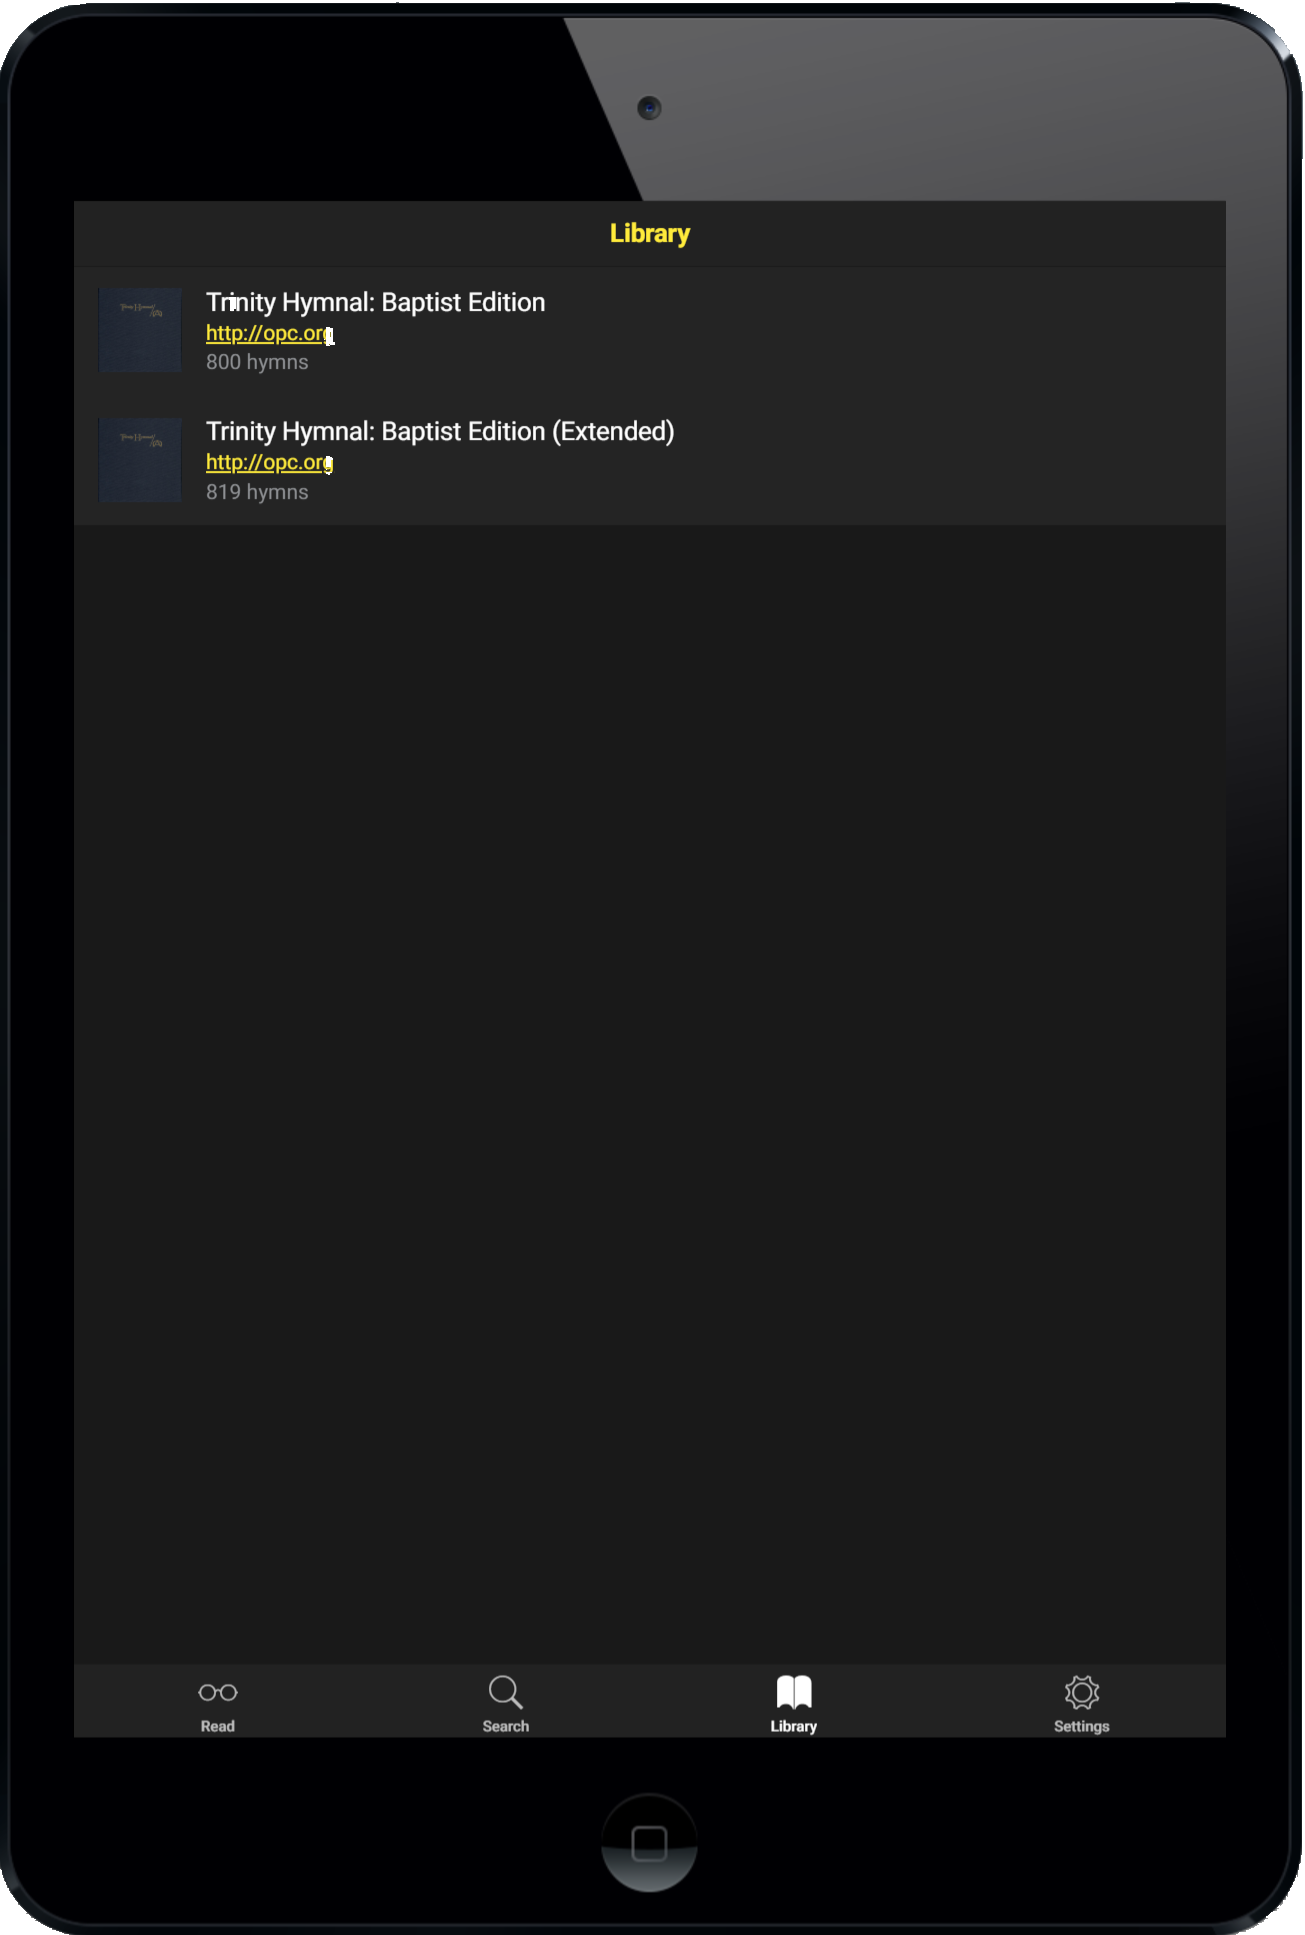 Library
Trinity Hymnal: Baptist Edition
http://opc.org
800 hymns
Trinity Hymnal: Baptist Edition (Extended)
http://opc.org
819 hymns
Read
Search
Library
Settings